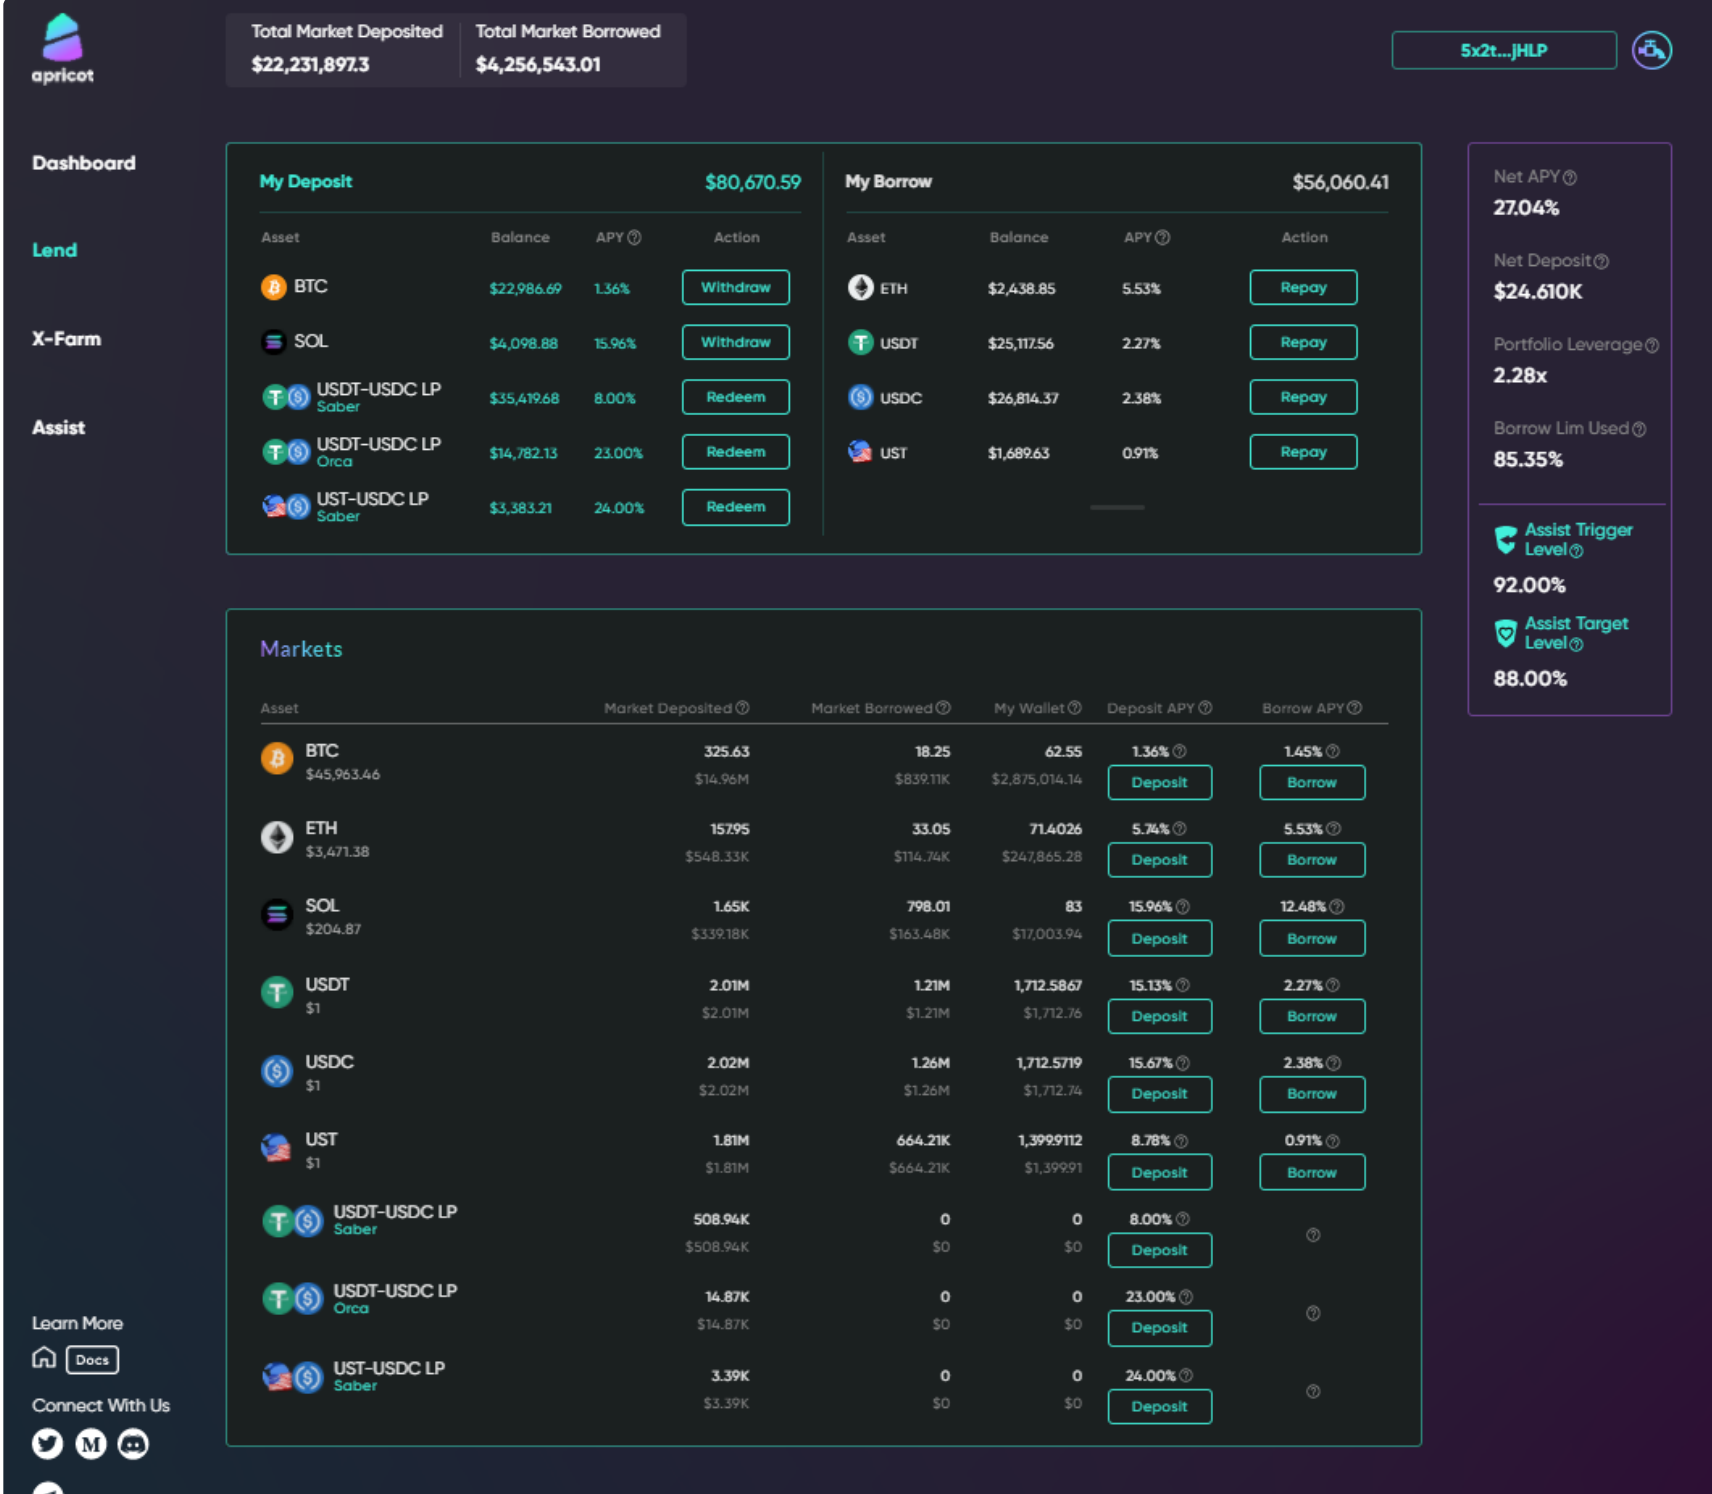 apricot
Total Market Deposited
$22,231,897.3
Total Market Borrowed
$4,256,543.01
5x2t...jHLP
Dashboard
Lend
X-Farm
Assist
My Deposit $80,670.59
Asset Balance APY Action
BTC $22,986.69 1.36% Withdraw
SOL $4,098.88 15.96% Withdraw
USDT-USDC LP $35,419.68 8.00% Redeem
Saber
USDT-USDC LP $14,782.13 23.00% Redeem
Orca
UST-USDC LP $3,383.21 24.00% Redeem
Saber
My Borrow $56,060.41
Asset Balance APY Action
ETH $2,438.85 5.53% Repay
USDT $25,117.56 2.27% Repay
USDC $26,814.37 2.38% Repay
UST $1,689.63 0.91% Repay
Net APY
27.04%
Net Deposit
$24.610K
Portfolio Leverage
2.28x
Borrow Lim Used
85.35%
Assist Trigger
Level
92.00%
Assist Target
Level
88.00%
Markets
Asset Market Deposited Market Borrowed My Wallet Deposit APY Borrow APY
BTC 325.63 18.25 62.55 1.36% 1.45%
$45,963.46 $14.96M $839.11K $2,875,014.14 Deposit Borrow
ETH 157.95 33.05 71.4026 5.74% 5.53%
$3,471.38 $548.33K $114.74K $247,865.28 Deposit Borrow
SOL 1.65K 798.01 83 15.96% 12.48%
$204.87 $339.18K $163.48K $17,003.94 Deposit Borrow
USDT 2.01M 1.21M 1,712.5867 15.13% 2.27%
$1 $2.01M $1.21M $1,712.76 Deposit Borrow
USDC 2.02M 1.26M 1,712.5719 15.67% 2.38%
$1 $2.02M $1.26M $1,712.74 Deposit Borrow
UST 1.81M 664.21K 1,399.9112 8.78% 0.91%
$1 $1.81M $664.21K $1,399.91 Deposit Borrow
USDT-USDC LP 508.94K 0 0 8.00%
Saber $508.94K $0 $0 Deposit
USDT-USDC LP 14.87K 0 0 23.00%
Orca $14.87K $0 $0 Deposit
UST-USDC LP 3.39K 0 0 24.00%
Saber $3.39K $0 $0 Deposit
Learn More
Docs
Connect With Us